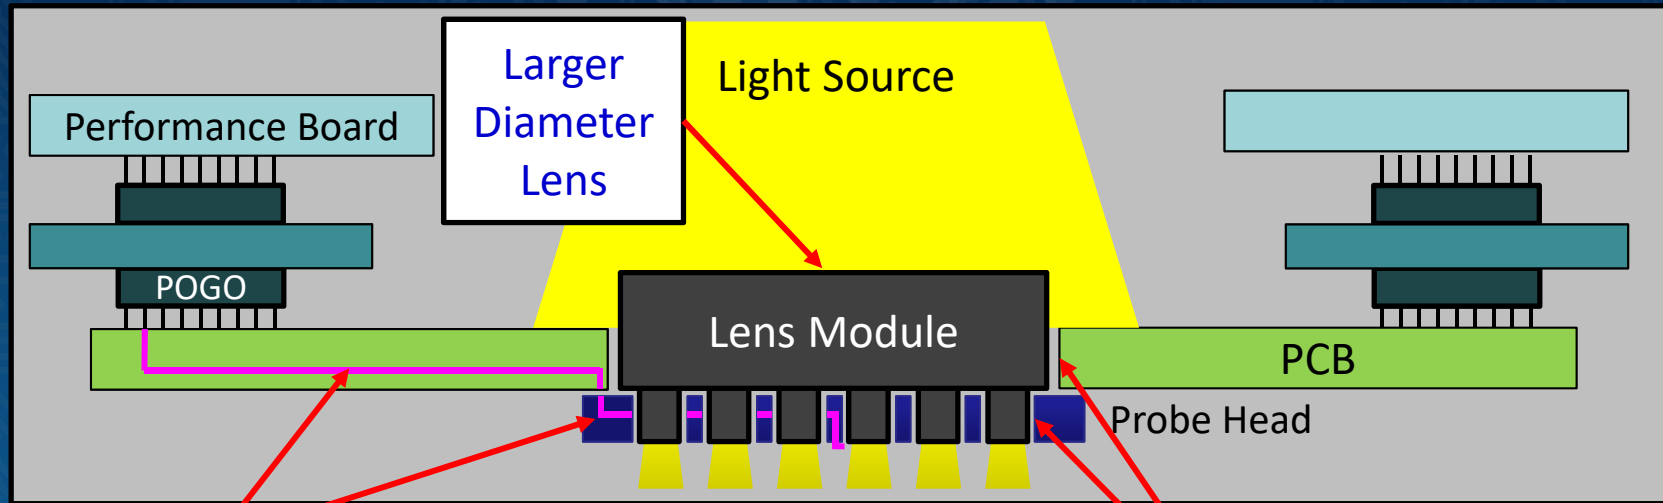 Larger
Diameter
Lens
Light Source
Performance Board
POGO
Lens Module
PCB
Probe Head